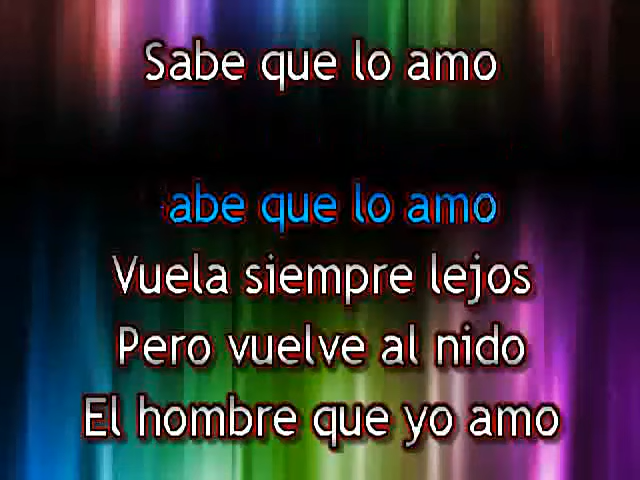 Sabe que lo amo
abe que lo amo
Vuela siempre lejos
Pero vuelve al nido
El hombre que yo amo